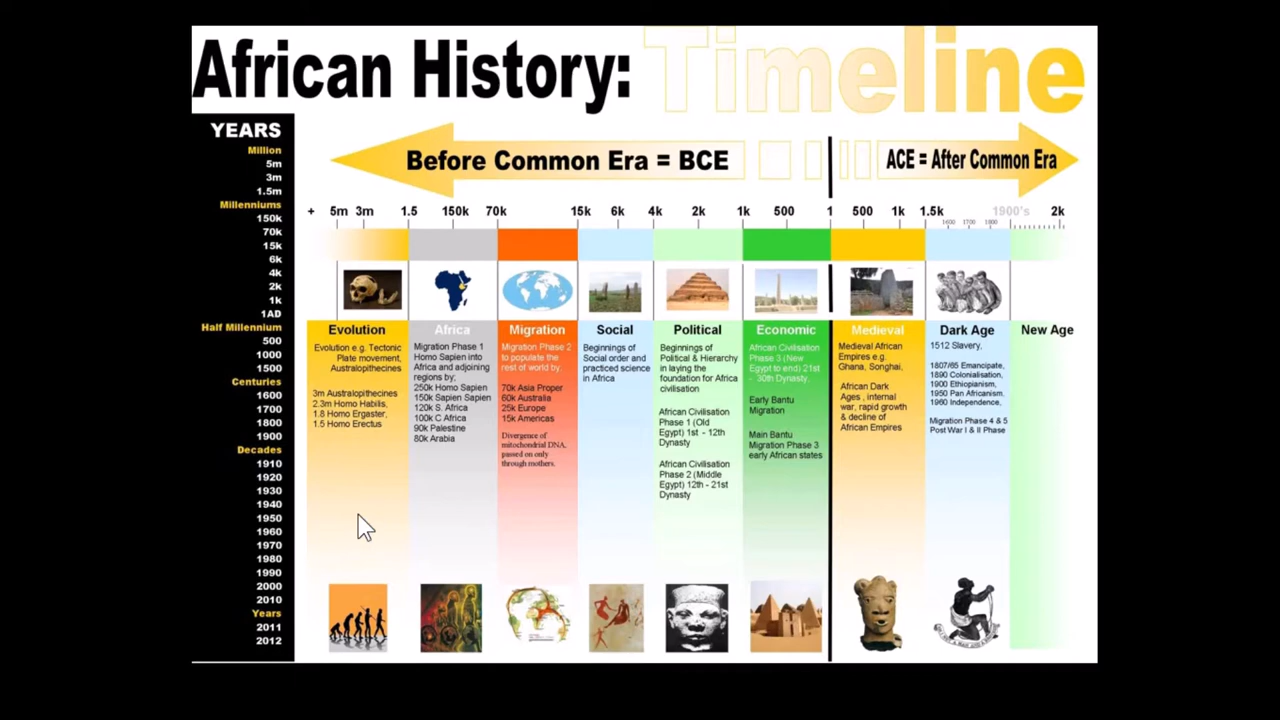 African History: Timeline
YEARS
Million
5m
3m
1.5m
Millenniums
150k
70k
15k
6k
4k
2k
1k
1AD
Half Millennium
500
1000
1500
Centuries
1600
1700
1800
1900
Decades
1910
1920
1930
1940
1950
1960
1970
1980
1990
2000
2010
Years
2011
2012
Before Common Era = BCE
ACE = After Common Era
+ 5m 3m 1.5 150k 70k 15k 6k 4k 2k 1k 500 1 500 1k 1.5k 1900's 2k
1600 1700 1800
Evolution
Evolution e.g. Tectonic
Plate movement,
Australopithecines
3m Australopithecines
2.3m Homo Habilis,
1.8 Homo Ergaster,
1.5 Homo Erectus
Africa
Migration Phase 1
Homo Sapien into
Africa and adjoining
regions by;
250k Homo Sapien
150k Sapien Sapien
120k S. Africa
100k C Africa
90k Palestine
80k Arabia
Migration
Migration Phase 2
to populate the
rest of world by.
70k Asia Proper
60k Australia
25k Europe
15k Americas
Divergence of
mitochondrial DNA.
passed on only
through mothers.
Social
Beginnings of
Social order and
practiced science
in Africa
Political
Beginnings of
Political & Hierarchy
in laying the
foundation for Africa
civilisation
African Civilisation
Phase 1 (Old
Egypt) 1st - 12th
Dynasty
African Civilisation
Phase 2 (Middle
Egypt) 12th - 21st
Dynasty
Economic
African Civilisation
Phase 3 (New
Egypt to end) 21st
- 30th Dynasty,
Early Bantu
Migration
Main Bantu
Migration Phase 3
early African states
Medieval
Medieval African
Empires e.g.
Ghana, Songhai,
African Dark
Ages , internal
war, rapid growth
& decline of
African Empires
Dark Age
1512 Slavery,
1807/65 Emancipate,
1890 Colonialisation,
1900 Ethiopianism,
1950 Pan Africanism.
1960 Independence,
Migration Phase 4 & 5
Post War I & II Phase
New Age